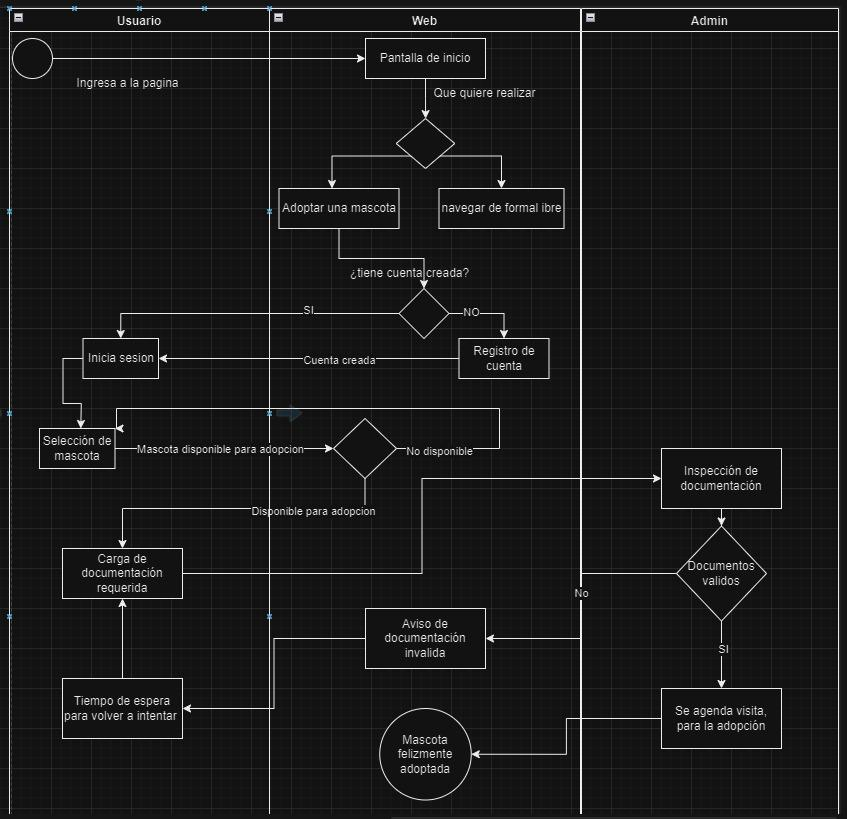 Usuario
Web
Admin
Pantalla de inicio
Ingresa a la pagina
Que quiere realizar
Adoptar una mascota
navegar de formal ibre
¿tiene cuenta creada?
SI
NO
Inicia sesion
Cuenta creada
Registro de
cuenta
Selección de
mascota
Mascota disponible para adopcion
No disponible
Inspección de
documentación
Disponible para adopcion
Carga de
documentación
requerida
Documentos
validos
No
Aviso de
documentación
invalida
SI
Tiempo de espera
para volver a intentar
Se agenda visita,
para la adopción
Mascota
felizmente
adoptada